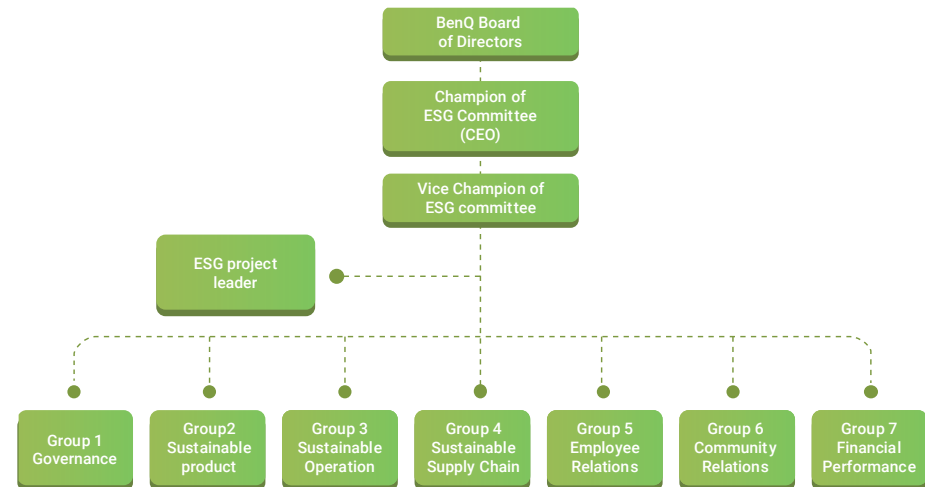 BenQ Board
of Directors
Champion of
ESG Committee
(CEO)
Vice Champion of
ESG committee
ESG project
leader
Group 1
Governance
Group2
Sustainable
product
Group 3
Sustainable
Operation
Group 4
Sustainable
Supply Chain
Group 5
Employee
Relations
Group 6
Community
Relations
Group 7
Financial
Performance